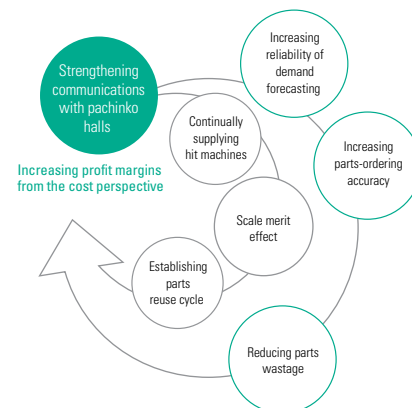 Strengthening
communications
with pachinko
halls
Increasing profit margins
from the cost perspective
Increasing
reliability of
demand
forecasting
Continually
supplying
hit machines
Increasing
parts-ordering
accuracy
Scale merit
effect
Establishing
parts
reuse cycle
Reducing parts
wastage